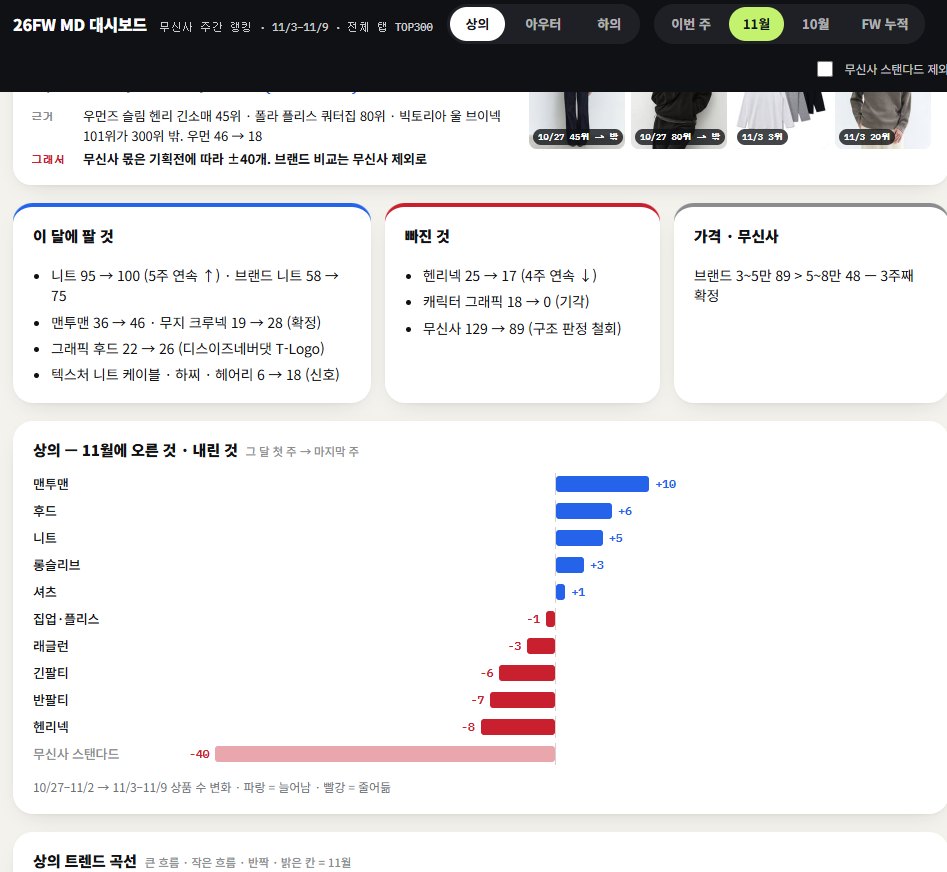 26FW MD 대시보드 무신사 주간 랭킹 · 11/3–11/9 · 전체 탭 TOP300 상의 아우터 하의 이번 주 11월 10월 FW 누적
무신사 스탠다드 제외
근거 우먼즈 슬림 헨리 긴소매 45위 · 폴라 플리스 쿼터집 80위 · 빅토리아 울 브이넥
101위가 300위 밖. 우먼 46 → 18
그래서 무신사 몫은 기획전에 따라 ±40개. 브랜드 비교는 무신사 제외로
10/27 45위 → 밖 10/27 80위 → 밖 11/3 3위 11/3 20위
이 달에 팔 것
• 니트 95 → 100 (5주 연속 ↑) · 브랜드 니트 58 →
75
• 맨투맨 36 → 46 · 무지 크루넥 19 → 28 (확정)
• 그래픽 후드 22 → 26 (디스이즈네버댓 T-Logo)
• 텍스처 니트 케이블 · 하찌 · 헤어리 6 → 18 (신호)
빠진 것
• 헨리넥 25 → 17 (4주 연속 ↓)
• 캐릭터 그래픽 18 → 0 (기각)
• 무신사 129 → 89 (구조 판정 철회)
가격 · 무신사
브랜드 3~5만 89 > 5~8만 48 — 3주째
확정
상의 — 11월에 오른 것 · 내린 것 그 달 첫 주 → 마지막 주
맨투맨 +10
후드 +6
니트 +5
롱슬리브 +3
셔츠 +1
집업·플리스 -1
래글런 -3
긴팔티 -6
반팔티 -7
헨리넥 -8
무신사 스탠다드 -40
10/27–11/2 → 11/3–11/9 상품 수 변화 · 파랑 = 늘어남 · 빨강 = 줄어듦
상의 트렌드 곡선 큰 흐름 · 작은 흐름 · 반짝 · 밝은 칸 = 11월